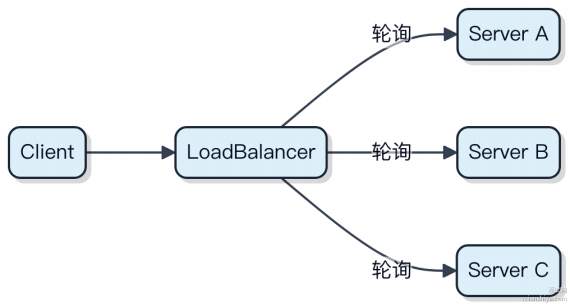 轮询
Server A
Client
LoadBalancer
轮询
Server B
轮询
Server C